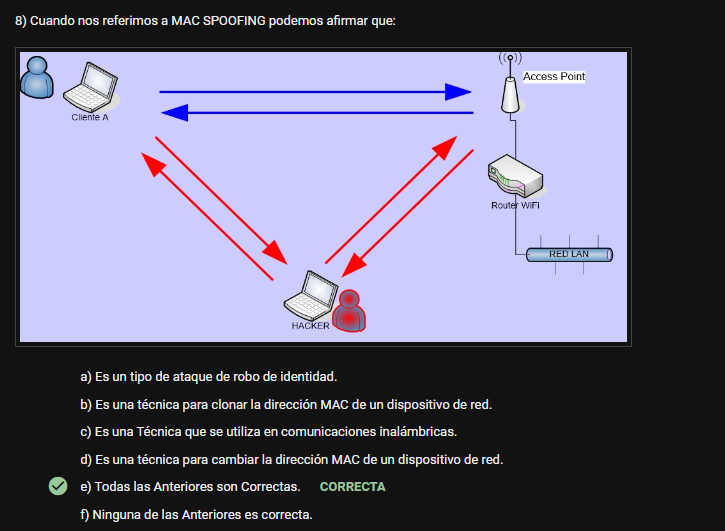 8) Cuando nos referimos a MAC SPOOFING podemos afirmar que:
Access Point
Cliente A
Router WiFi
RED LAN
HACKER
a) Es un tipo de ataque de robo de identidad.
b) Es una técnica para clonar la dirección MAC de un dispositivo de red.
c) Es una Técnica que se utiliza en comunicaciones inalámbricas.
d) Es una técnica para cambiar la dirección MAC de un dispositivo de red.
e) Todas las Anteriores son Correctas. CORRECTA
f) Ninguna de las Anteriores es correcta.